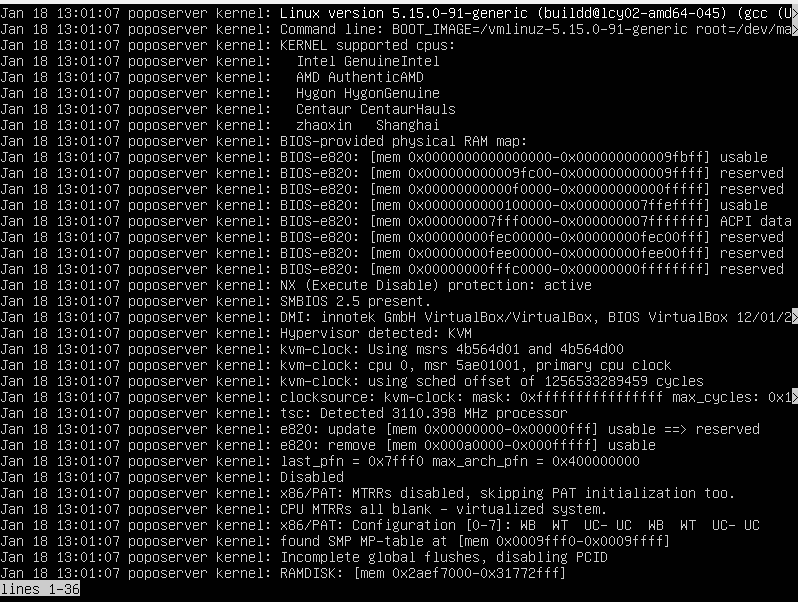 Jan 18 13:01:07 poposerver kernel: Linux version 5.15.0-91-generic (buildd@lcy02-amd64-045) (gcc (U>
Jan 18 13:01:07 poposerver kernel: Command line: BOOT_IMAGE=/vmlinuz-5.15.0-91-generic root=/dev/ma>
Jan 18 13:01:07 poposerver kernel: KERNEL supported cpus:
Jan 18 13:01:07 poposerver kernel:   Intel GenuineIntel
Jan 18 13:01:07 poposerver kernel:   AMD AuthenticAMD
Jan 18 13:01:07 poposerver kernel:   Hygon HygonGenuine
Jan 18 13:01:07 poposerver kernel:   Centaur CentaurHauls
Jan 18 13:01:07 poposerver kernel:   zhaoxin   Shanghai
Jan 18 13:01:07 poposerver kernel: BIOS-provided physical RAM map:
Jan 18 13:01:07 poposerver kernel: BIOS-e820: [mem 0x0000000000000000-0x000000000009fbff] usable
Jan 18 13:01:07 poposerver kernel: BIOS-e820: [mem 0x000000000009fc00-0x000000000009ffff] reserved
Jan 18 13:01:07 poposerver kernel: BIOS-e820: [mem 0x00000000000f0000-0x00000000000fffff] reserved
Jan 18 13:01:07 poposerver kernel: BIOS-e820: [mem 0x0000000000100000-0x000000007ffeffff] usable
Jan 18 13:01:07 poposerver kernel: BIOS-e820: [mem 0x000000007fff0000-0x000000007fffffff] ACPI data
Jan 18 13:01:07 poposerver kernel: BIOS-e820: [mem 0x00000000fec00000-0x00000000fec00fff] reserved
Jan 18 13:01:07 poposerver kernel: BIOS-e820: [mem 0x00000000fee00000-0x00000000fee00fff] reserved
Jan 18 13:01:07 poposerver kernel: BIOS-e820: [mem 0x00000000fffc0000-0x00000000ffffffff] reserved
Jan 18 13:01:07 poposerver kernel: NX (Execute Disable) protection: active
Jan 18 13:01:07 poposerver kernel: SMBIOS 2.5 present.
Jan 18 13:01:07 poposerver kernel: DMI: innotek GmbH VirtualBox/VirtualBox, BIOS VirtualBox 12/01/2>
Jan 18 13:01:07 poposerver kernel: Hypervisor detected: KVM
Jan 18 13:01:07 poposerver kernel: kvm-clock: Using msrs 4b564d01 and 4b564d00
Jan 18 13:01:07 poposerver kernel: kvm-clock: cpu 0, msr 5ae01001, primary cpu clock
Jan 18 13:01:07 poposerver kernel: kvm-clock: using sched offset of 1256533289459 cycles
Jan 18 13:01:07 poposerver kernel: clocksource: kvm-clock: mask: 0xffffffffffffffff max_cycles: 0x1>
Jan 18 13:01:07 poposerver kernel: tsc: Detected 3110.398 MHz processor
Jan 18 13:01:07 poposerver kernel: e820: update [mem 0x00000000-0x00000fff] usable ==> reserved
Jan 18 13:01:07 poposerver kernel: e820: remove [mem 0x000a0000-0x000fffff] usable
Jan 18 13:01:07 poposerver kernel: last_pfn = 0x7fff0 max_arch_pfn = 0x400000000
Jan 18 13:01:07 poposerver kernel: Disabled
Jan 18 13:01:07 poposerver kernel: x86/PAT: MTRRs disabled, skipping PAT initialization too.
Jan 18 13:01:07 poposerver kernel: CPU MTRRs all blank - virtualized system.
Jan 18 13:01:07 poposerver kernel: x86/PAT: Configuration [0-7]: WB  WT  UC- UC  WB  WT  UC- UC
Jan 18 13:01:07 poposerver kernel: found SMP MP-table at [mem 0x0009fff0-0x0009ffff]
Jan 18 13:01:07 poposerver kernel: Incomplete global flushes, disabling PCID
Jan 18 13:01:07 poposerver kernel: RAMDISK: [mem 0x2aef7000-0x31772fff]
lines 1-36